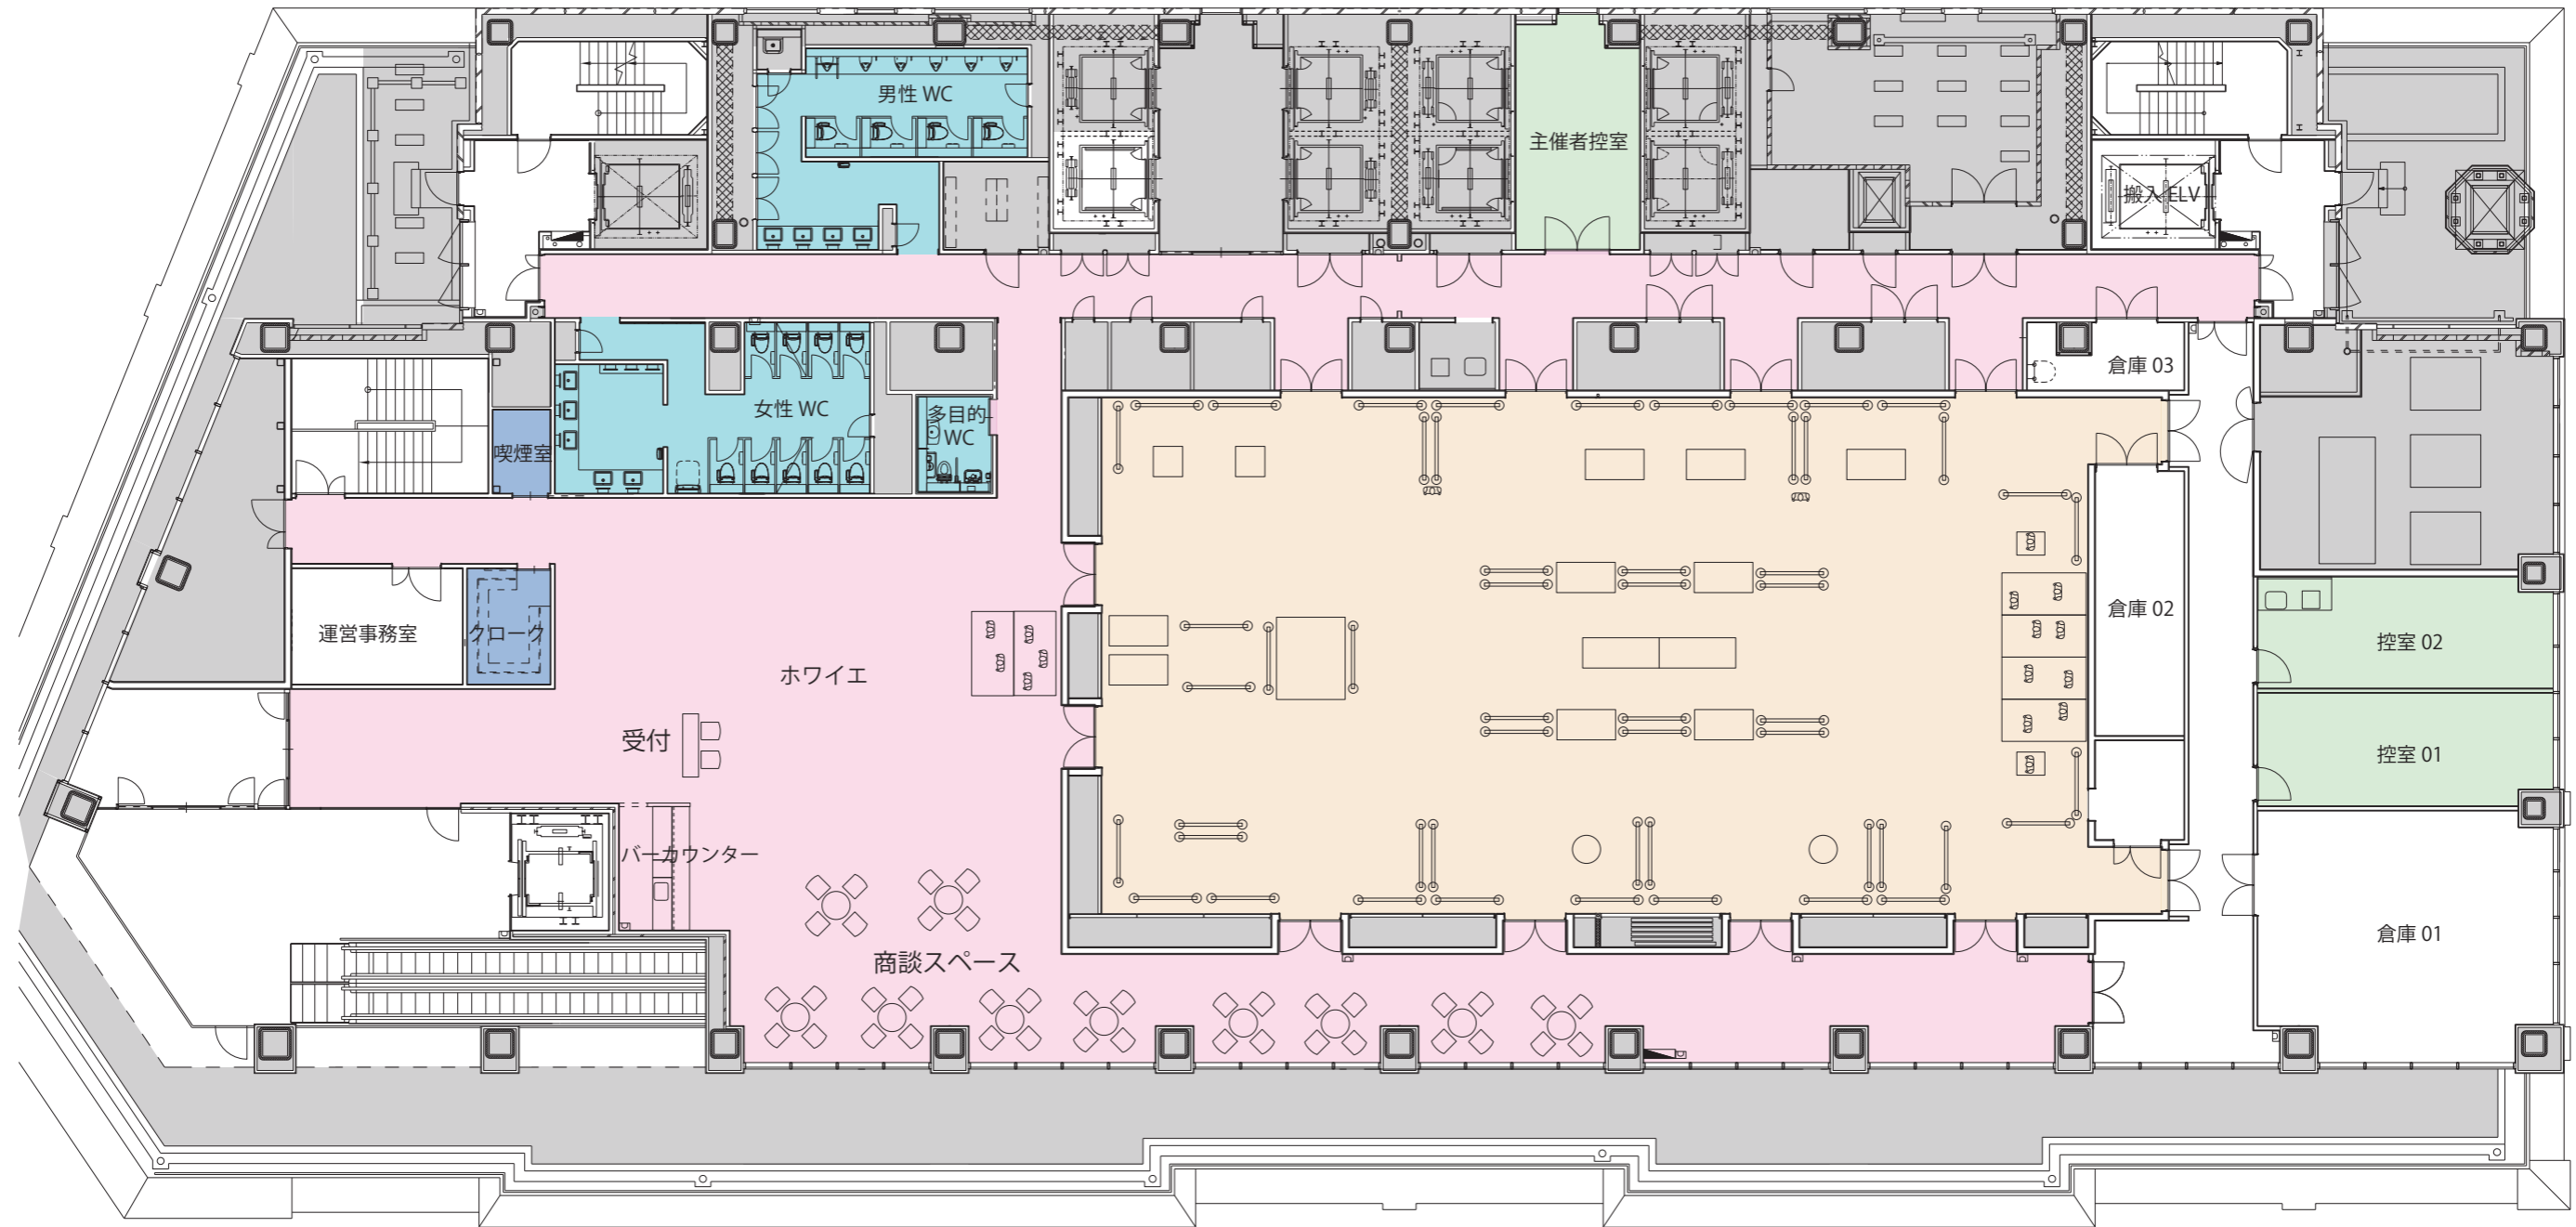 男性 WC
主催者控室
搬入 ELV
倉庫 03
女性 WC
多目的
WC
喫煙室
倉庫 02
運営事務室
クローク
控室 02
ホワイエ
受付
控室 01
バーカウンター
倉庫 01
商談スペース